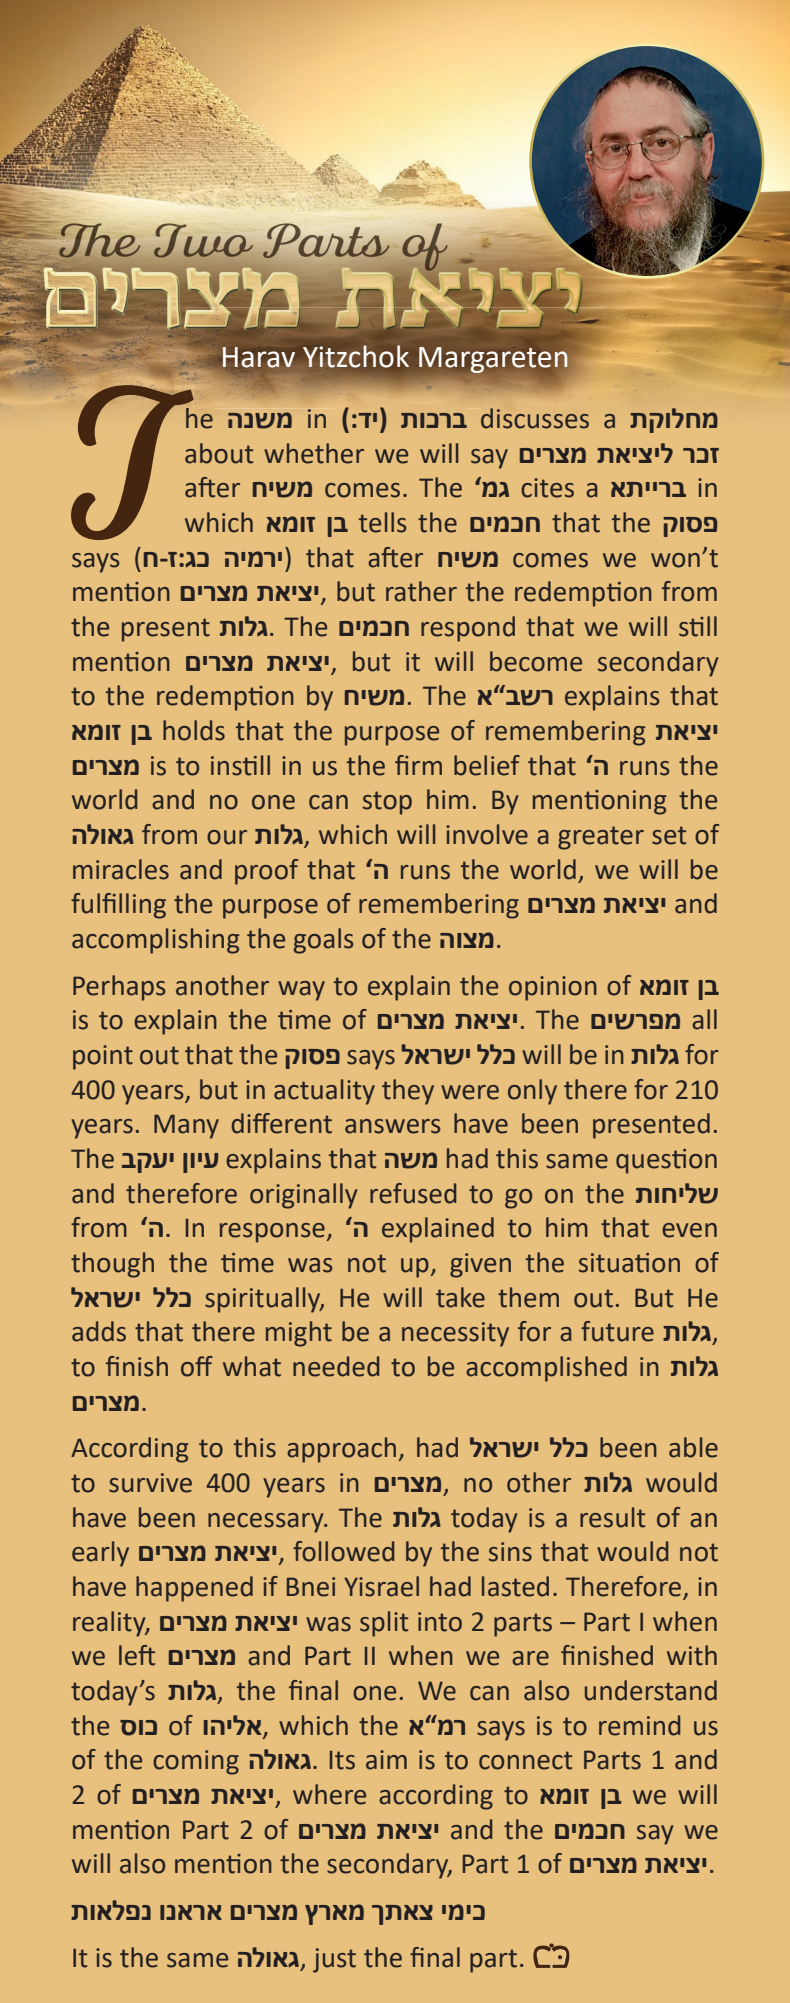 The Two Parts of
יציאת מצרים
Harav Yitzchok Margareten
The משנה in ברכות (יד:) discusses a מחלוקת
about whether we will say זכר ליציאת מצרים
after משיח comes. The גמ' cites a ברייתא in
which בן זומא tells the חכמים that the פסוק
says (ירמיה כג:ז-ח) that after משיח comes we won't
mention יציאת מצרים, but rather the redemption from
the present גלות. The חכמים respond that we will still
mention יציאת מצרים, but it will become secondary
to the redemption by משיח. The רשב"א explains that
בן זומא holds that the purpose of remembering יציאת
מצרים is to instill in us the firm belief that ה' runs the
world and no one can stop him. By mentioning the
גאולה from our גלות, which will involve a greater set of
miracles and proof that ה' runs the world, we will be
fulfilling the purpose of remembering יציאת מצרים and
accomplishing the goals of the מצוה.
Perhaps another way to explain the opinion of בן זומא
is to explain the time of יציאת מצרים. The מפרשים all
point out that the פסוק says כלל ישראל will be in גלות for
400 years, but in actuality they were only there for 210
years. Many different answers have been presented.
The עיון יעקב explains that משה had this same question
and therefore originally refused to go on the שליחות
from ה'. In response, ה' explained to him that even
though the time was not up, given the situation of
כלל ישראל spiritually, He will take them out. But He
adds that there might be a necessity for a future גלות,
to finish off what needed to be accomplished in גלות
מצרים.
According to this approach, had כלל ישראל been able
to survive 400 years in מצרים, no other גלות would
have been necessary. The גלות today is a result of an
early יציאת מצרים, followed by the sins that would not
have happened if Bnei Yisrael had lasted. Therefore, in
reality, יציאת מצרים was split into 2 parts – Part I when
we left מצרים and Part II when we are finished with
today's גלות, the final one. We can also understand
the כוס of אליהו, which the רמ"א says is to remind us
of the coming גאולה. Its aim is to connect Parts 1 and
2 of יציאת מצרים, where according to בן זומא we will
mention Part 2 of יציאת מצרים and the חכמים say we
will also mention the secondary, Part 1 of יציאת מצרים.
כימי צאתך מארץ מצרים אראנו נפלאות
It is the same גאולה, just the final part.